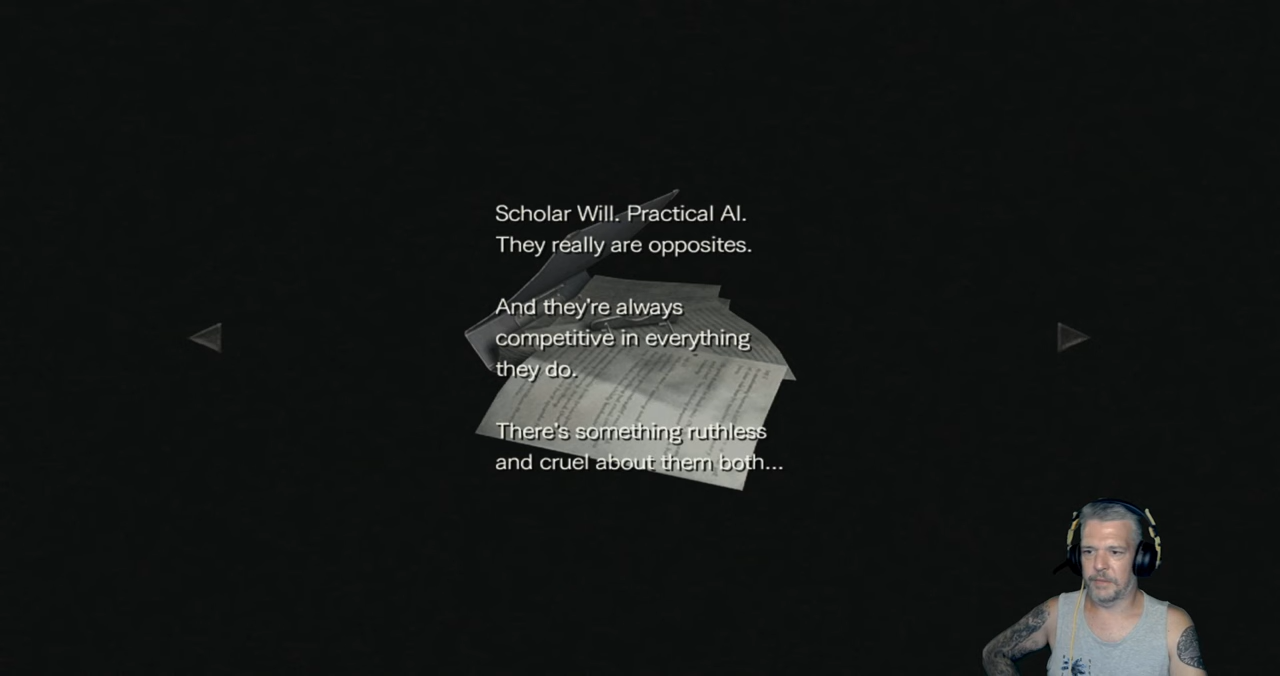 Scholar Will. Practical Al.
They really are opposites.
And they're always
competitive in everything
they do.
There's something ruthless
and cruel about them both...